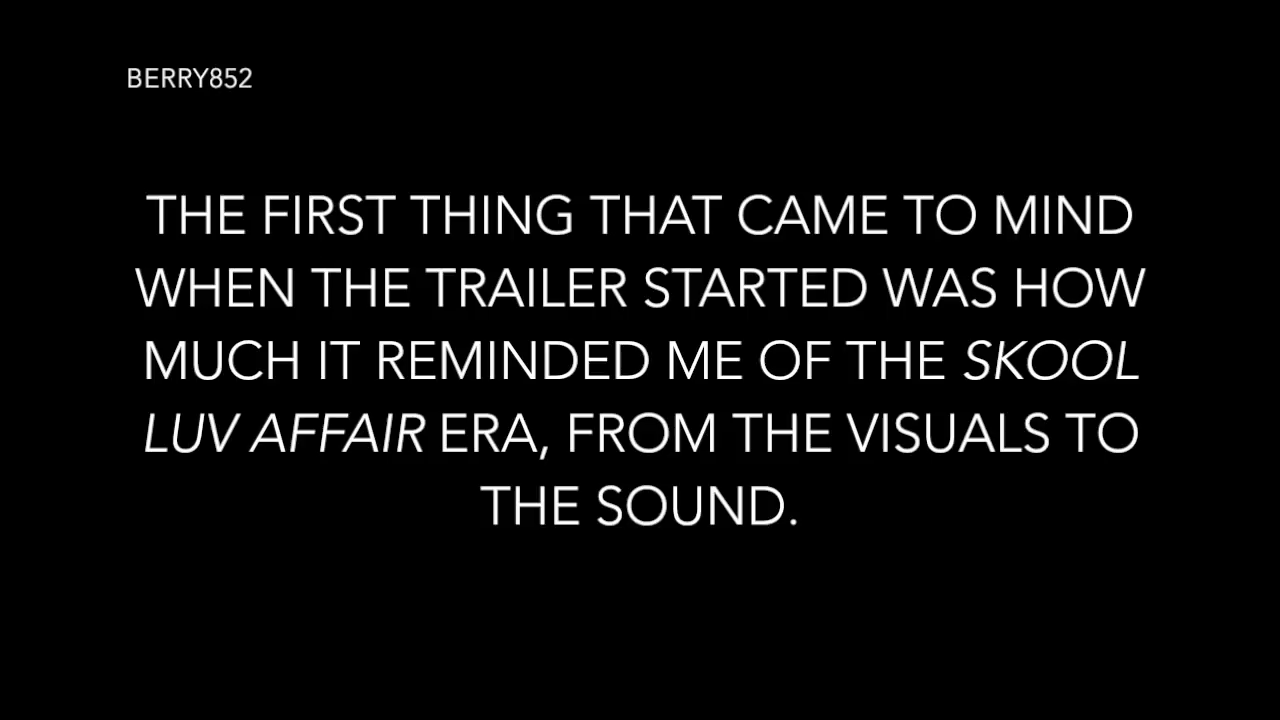 BERRY852
THE FIRST THING THAT CAME TO MIND
WHEN THE TRAILER STARTED WAS HOW
MUCH IT REMINDED ME OF THE SKOOL
LUV AFFAIR ERA, FROM THE VISUALS TO
THE SOUND.